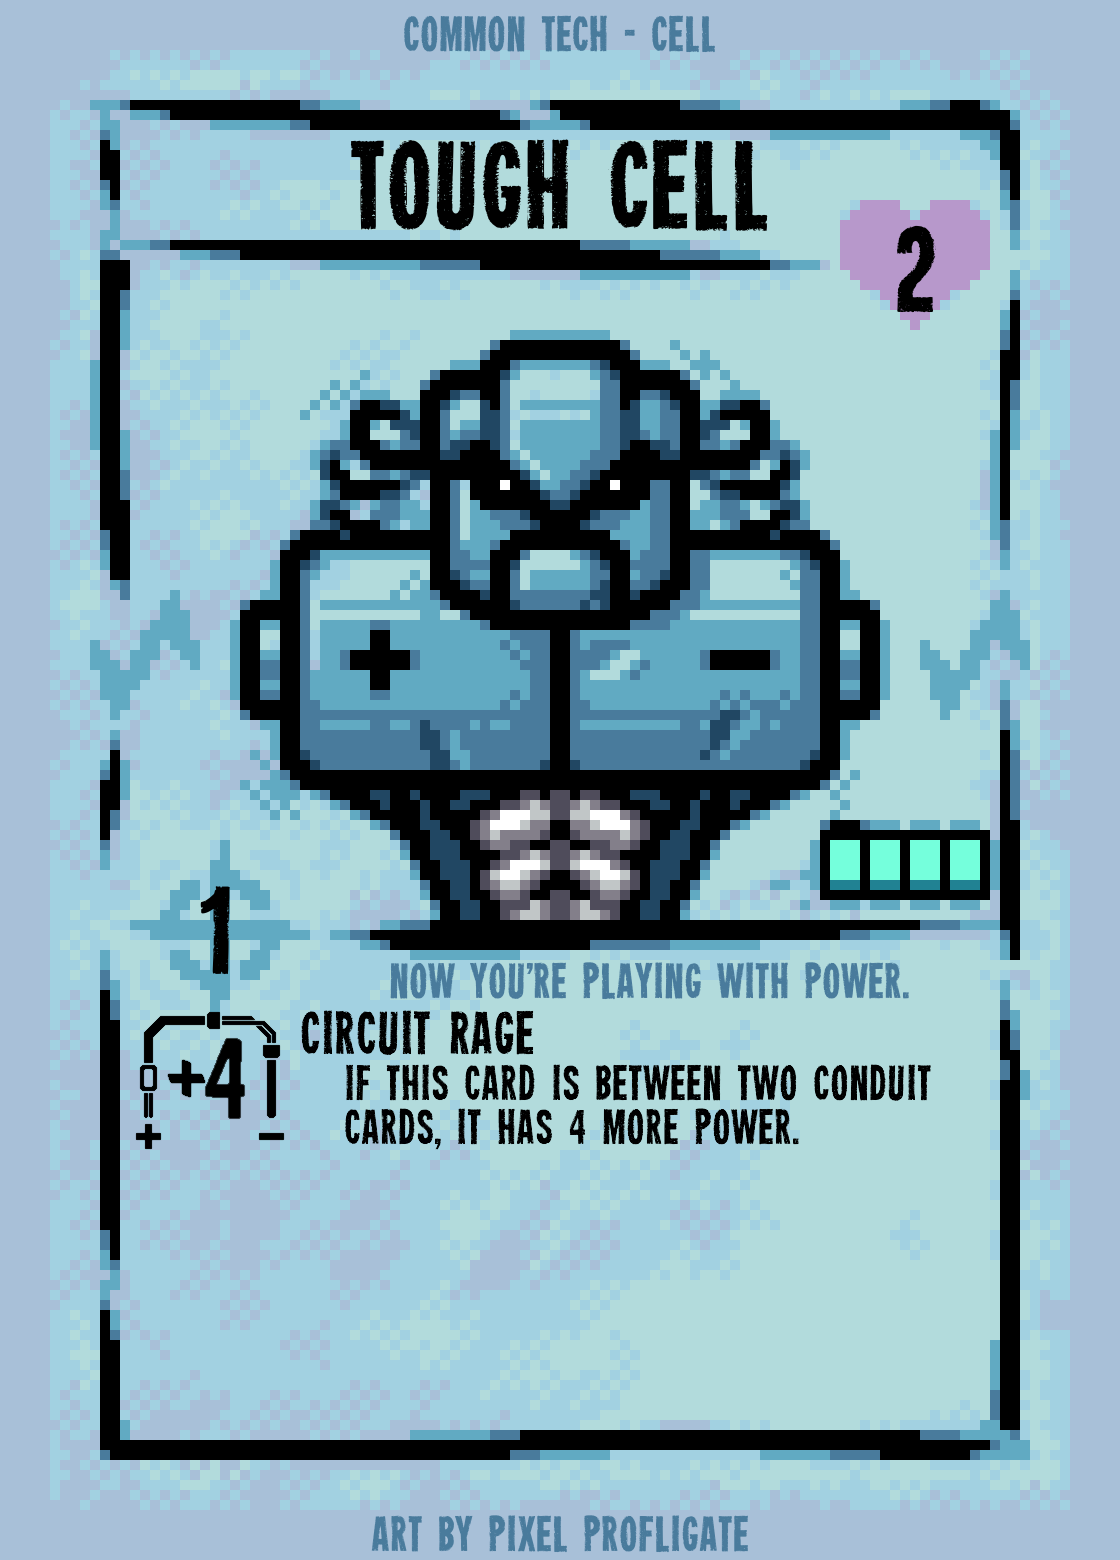 COMMON TECH - CELL
TOUGH CELL
2
+ -
1
NOW YOU'RE PLAYING WITH POWER.
CIRCUIT RAGE
+4
IF THIS CARD IS BETWEEN TWO CONDUIT
CARDS, IT HAS 4 MORE POWER.
+ -
ART BY PIXEL PROFLIGATE